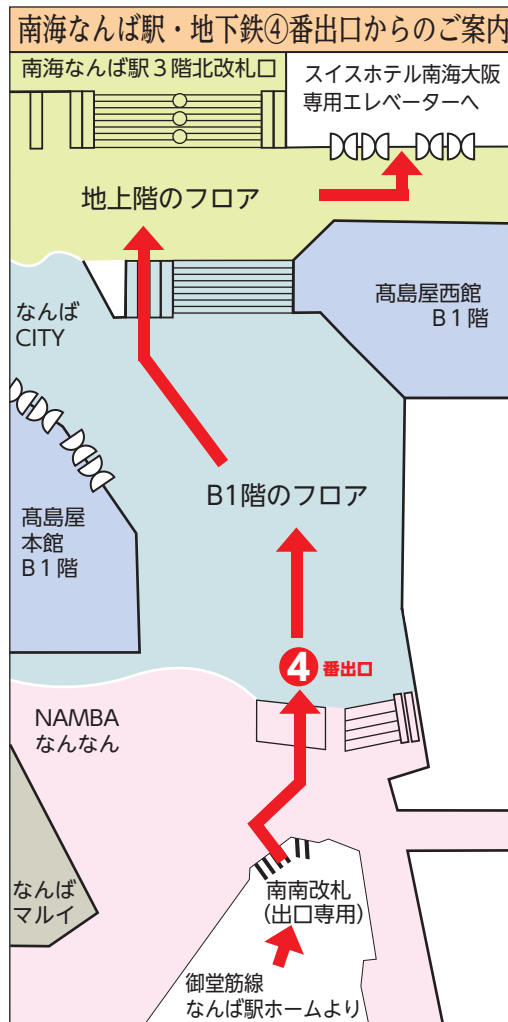 南海なんば駅・地下鉄④番出口からのご案内
南海なんば駅３階北改札口
スイスホテル南海大阪
専用エレベーターへ
地上階のフロア
なんば
CITY
髙島屋西館
B１階
B1階のフロア
髙島屋
本館
B１階
❹番出口
NAMBA
なんなん
なんば
マルイ
南南改札
(出口専用)
御堂筋線
なんば駅ホームより